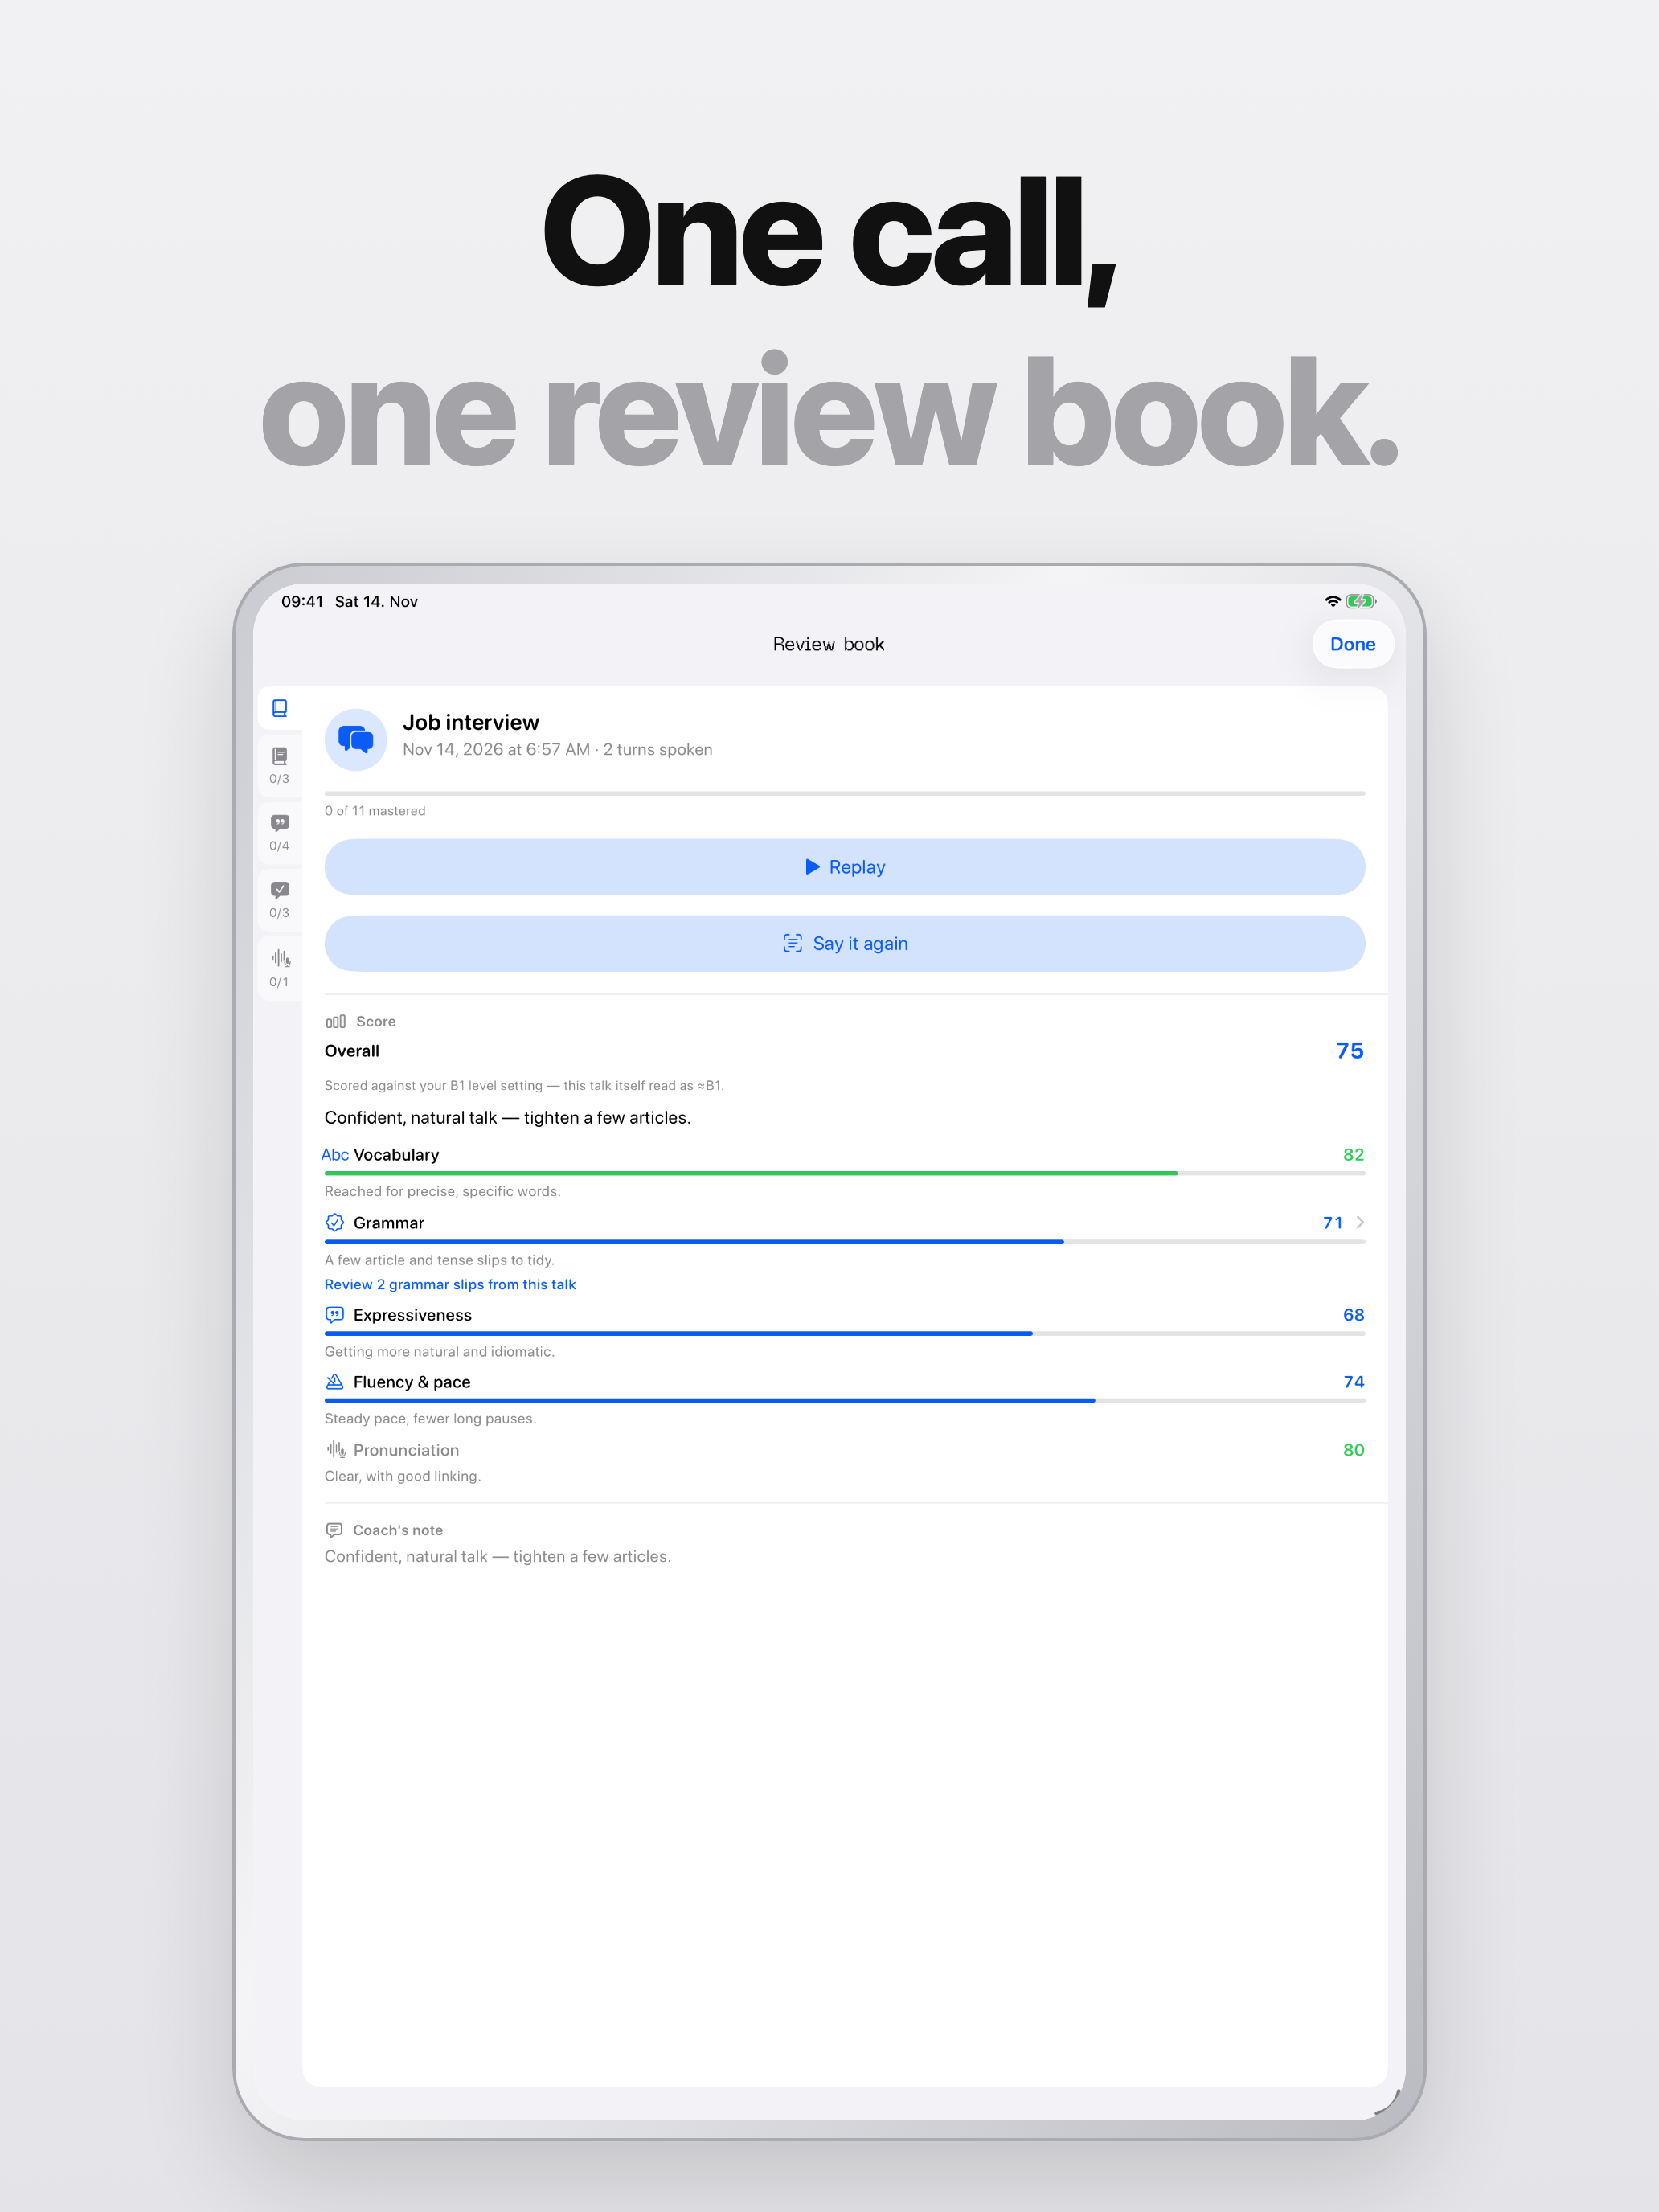 One call,
one review book.
09:41 Sat 14. Nov
Review book
Done
Job interview
Nov 14, 2026 at 6:57 AM · 2 turns spoken
0/3
0 of 11 mastered
0/4
Replay
0/3
Say it again
0/1
Score
Overall 75
Scored against your B1 level setting — this talk itself read as ≈B1.
Confident, natural talk — tighten a few articles.
Abc Vocabulary 82
Reached for precise, specific words.
Grammar 71
A few article and tense slips to tidy.
Review 2 grammar slips from this talk
Expressiveness 68
Getting more natural and idiomatic.
Fluency & pace 74
Steady pace, fewer long pauses.
Pronunciation 80
Clear, with good linking.
Coach's note
Confident, natural talk — tighten a few articles.